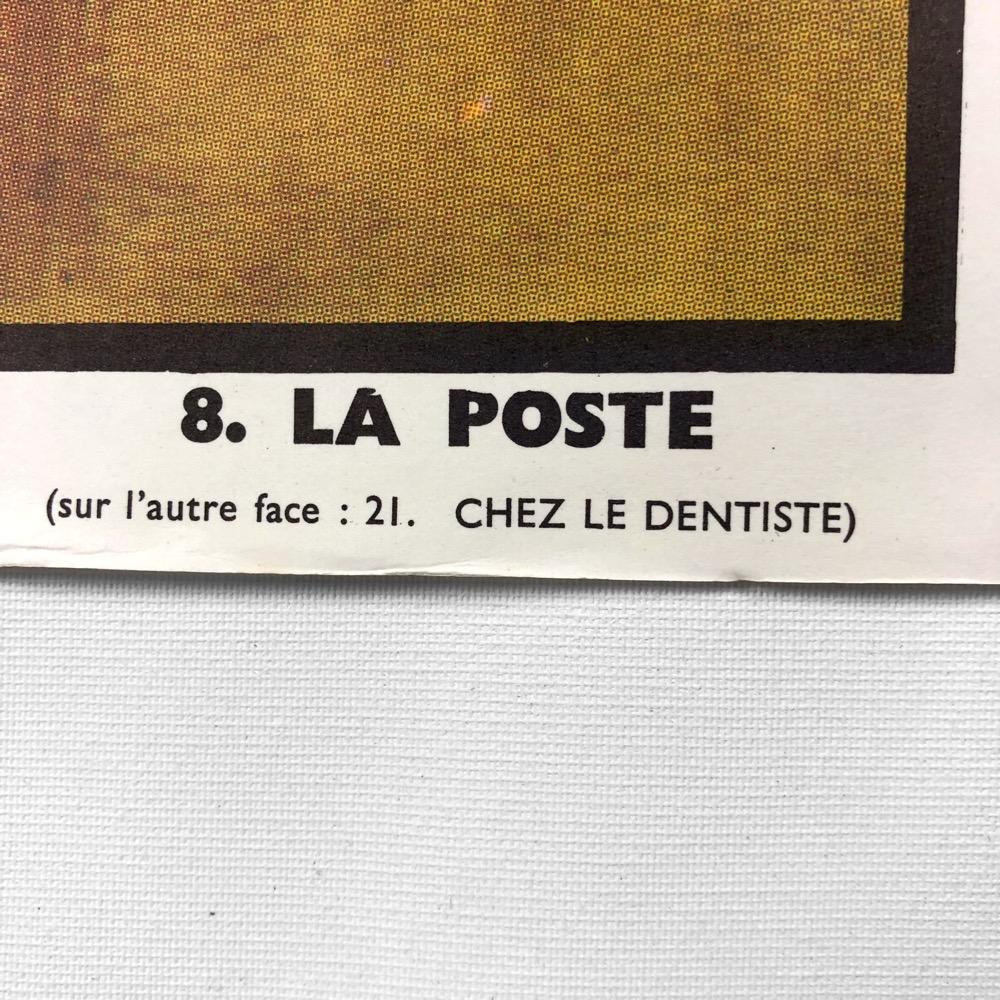 8. LA POSTE
(sur l'autre face : 21. CHEZ LE DENTISTE)